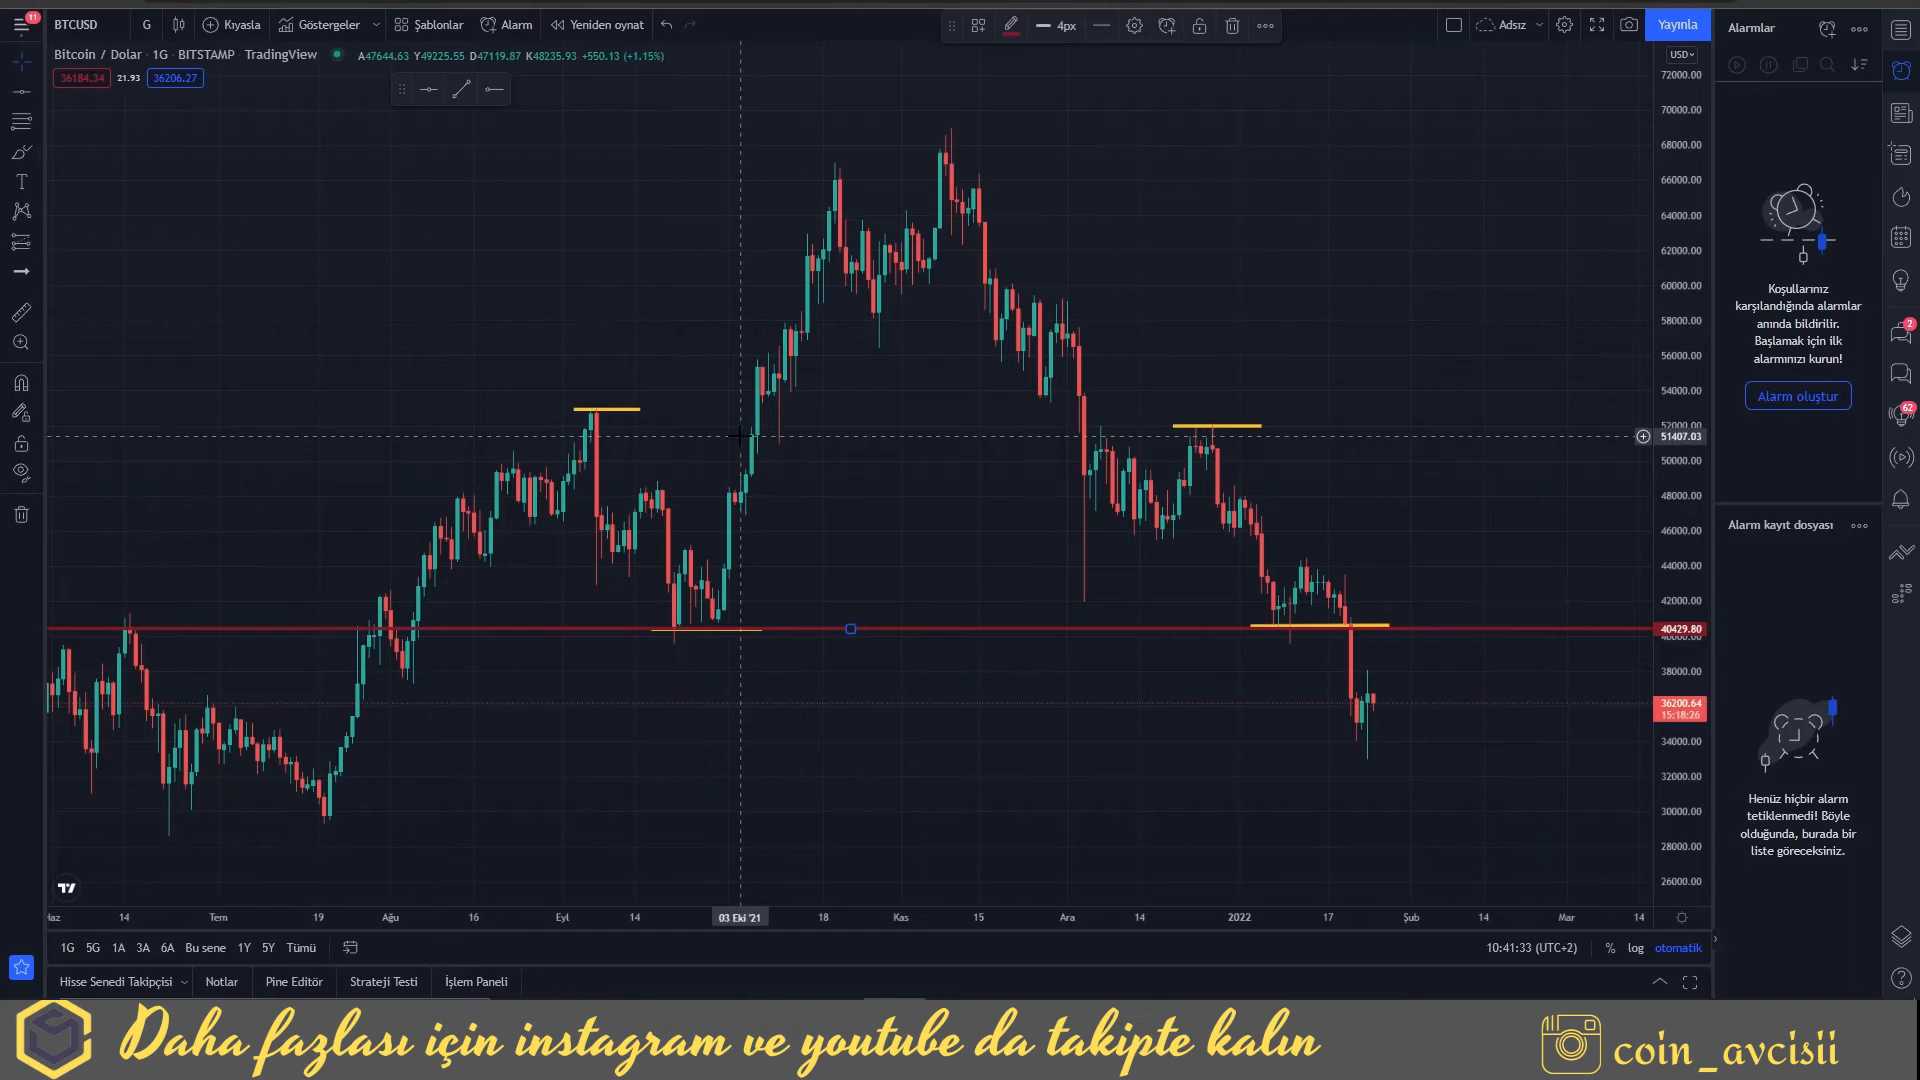 11
BTCUSD
G
Kıyasla
Göstergeler
Şablonlar
Alarm
Yeniden oynat
4px
Adsız
Yayınla
Alarmlar
Bitcoin / Dolar · 1G · BITSTAMP · TradingView
A47644.63 Y49225.55 D47119.87 K48235.93 +550.13 (+1.15%)
USD
36184.34 21.93 36206.27
72000.00
70000.00
68000.00
66000.00
64000.00
62000.00
60000.00
58000.00
56000.00
54000.00
52000.00
51407.03
50000.00
48000.00
46000.00
44000.00
42000.00
40429.80
40000.00
38000.00
36200.64
15:18:26
34000.00
32000.00
30000.00
28000.00
26000.00
Koşullarınız
karşılandığında alarmlar
anında bildirilir.
Başlamak için ilk
alarmınızı kurun!
Alarm oluştur
2
62
Alarm kayıt dosyası
Henüz hiçbir alarm
tetiklenmedi! Böyle
olduğunda, burada bir
liste göreceksiniz.
Haz 14 Tem 19 Ağu 16 Eyl 14 03 Eki '21 18 Kas 15 Ara 14 2022 17 Şub 14 Mar 14
1G 5G 1A 3A 6A Bu sene 1Y 5Y Tümü
10:41:33 (UTC+2) % log otomatik
Hisse Senedi Takipçisi Notlar Pine Editör Strateji Testi İşlem Paneli
Daha fazlası için instagram ve youtube da takipte kalın
coin_avcisii